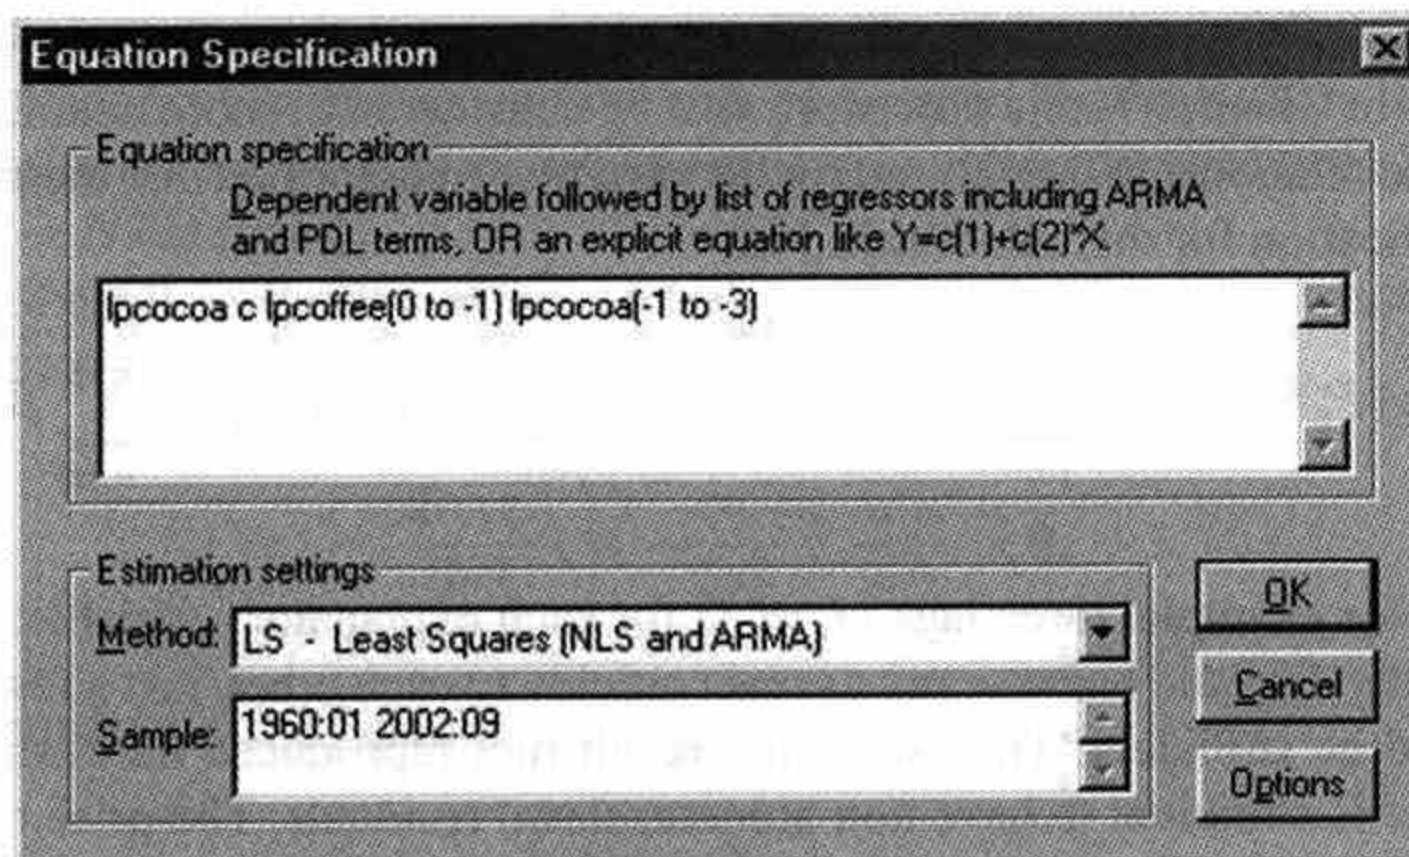 Equation Specification
Equation specification
Dependent variable followed by list of regressors including ARMA
and PDL terms, OR an explicit equation like Y=c(1)+c(2)*X.
lpcocoa c lpcoffee(0 to -1) lpcocoa(-1 to -3)
Estimation settings
Method: LS - Least Squares (NLS and ARMA)
Sample: 1960:01 2002:09
OK
Cancel
Options